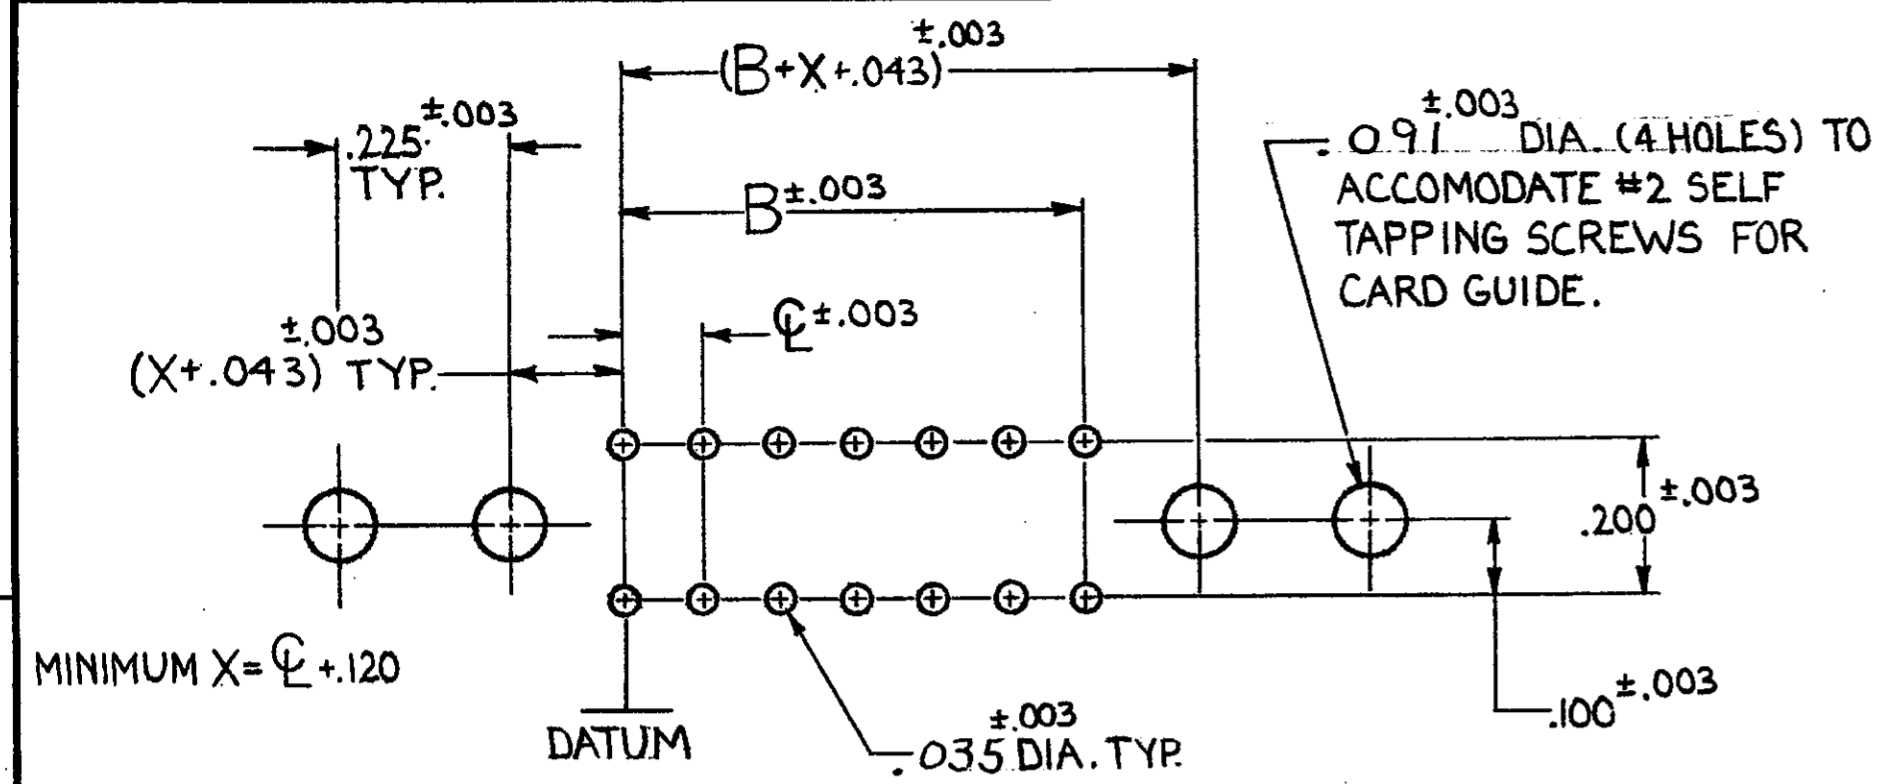 ±.003
(B+X+.043)
±.003
.225
TYP.
±.003
.091 DIA. (4 HOLES) TO
ACCOMODATE #2 SELF
TAPPING SCREWS FOR
CARD GUIDE.
B±.003
℄±.003
±.003
(X+.043) TYP.
.200±.003
MINIMUM X=℄+.120
.100±.003
DATUM
±.003
.035 DIA. TYP.